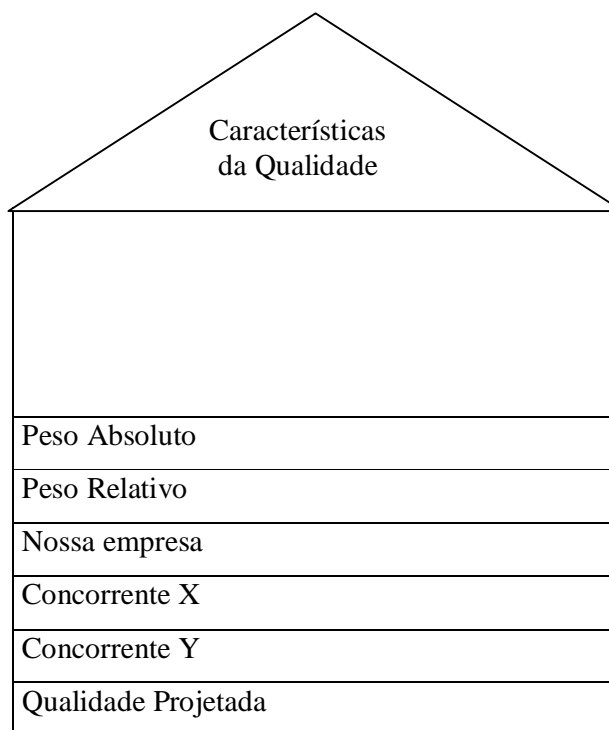 Características
da Qualidade
Peso Absoluto
Peso Relativo
Nossa empresa
Concorrente X
Concorrente Y
Qualidade Projetada